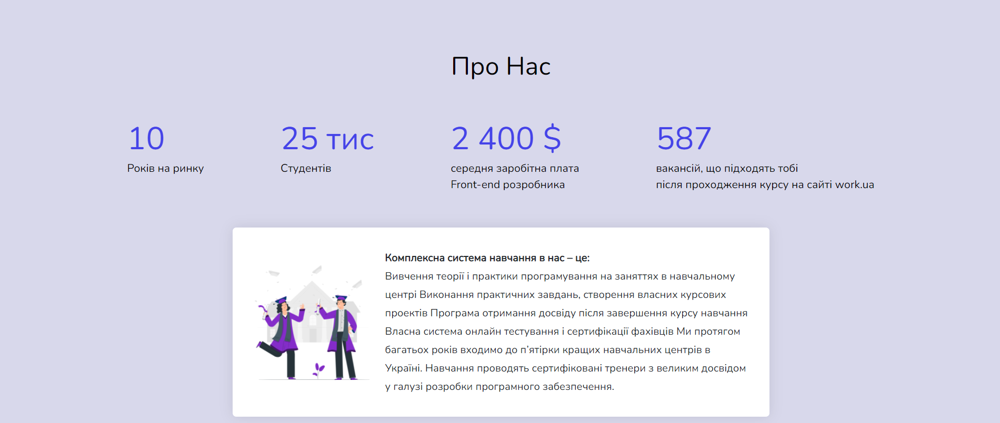 Про Нас
10
Років на ринку
25 тис
Студентів
2 400 $
середня заробітна плата
Front-end розробника
587
вакансій, що підходять тобі
після проходження курсу на сайті work.ua
Комплексна система навчання в нас – це:
Вивчення теорії і практики програмування на заняттях в навчальному
центрі Виконання практичних завдань, створення власних курсових
проектів Програма отримання досвіду після завершення курсу навчання
Власна система онлайн тестування і сертифікації фахівців Ми протягом
багатьох років входимо до п’ятірки кращих навчальних центрів в
Україні. Навчання проводять сертифіковані тренери з великим досвідом
у галузі розробки програмного забезпечення.